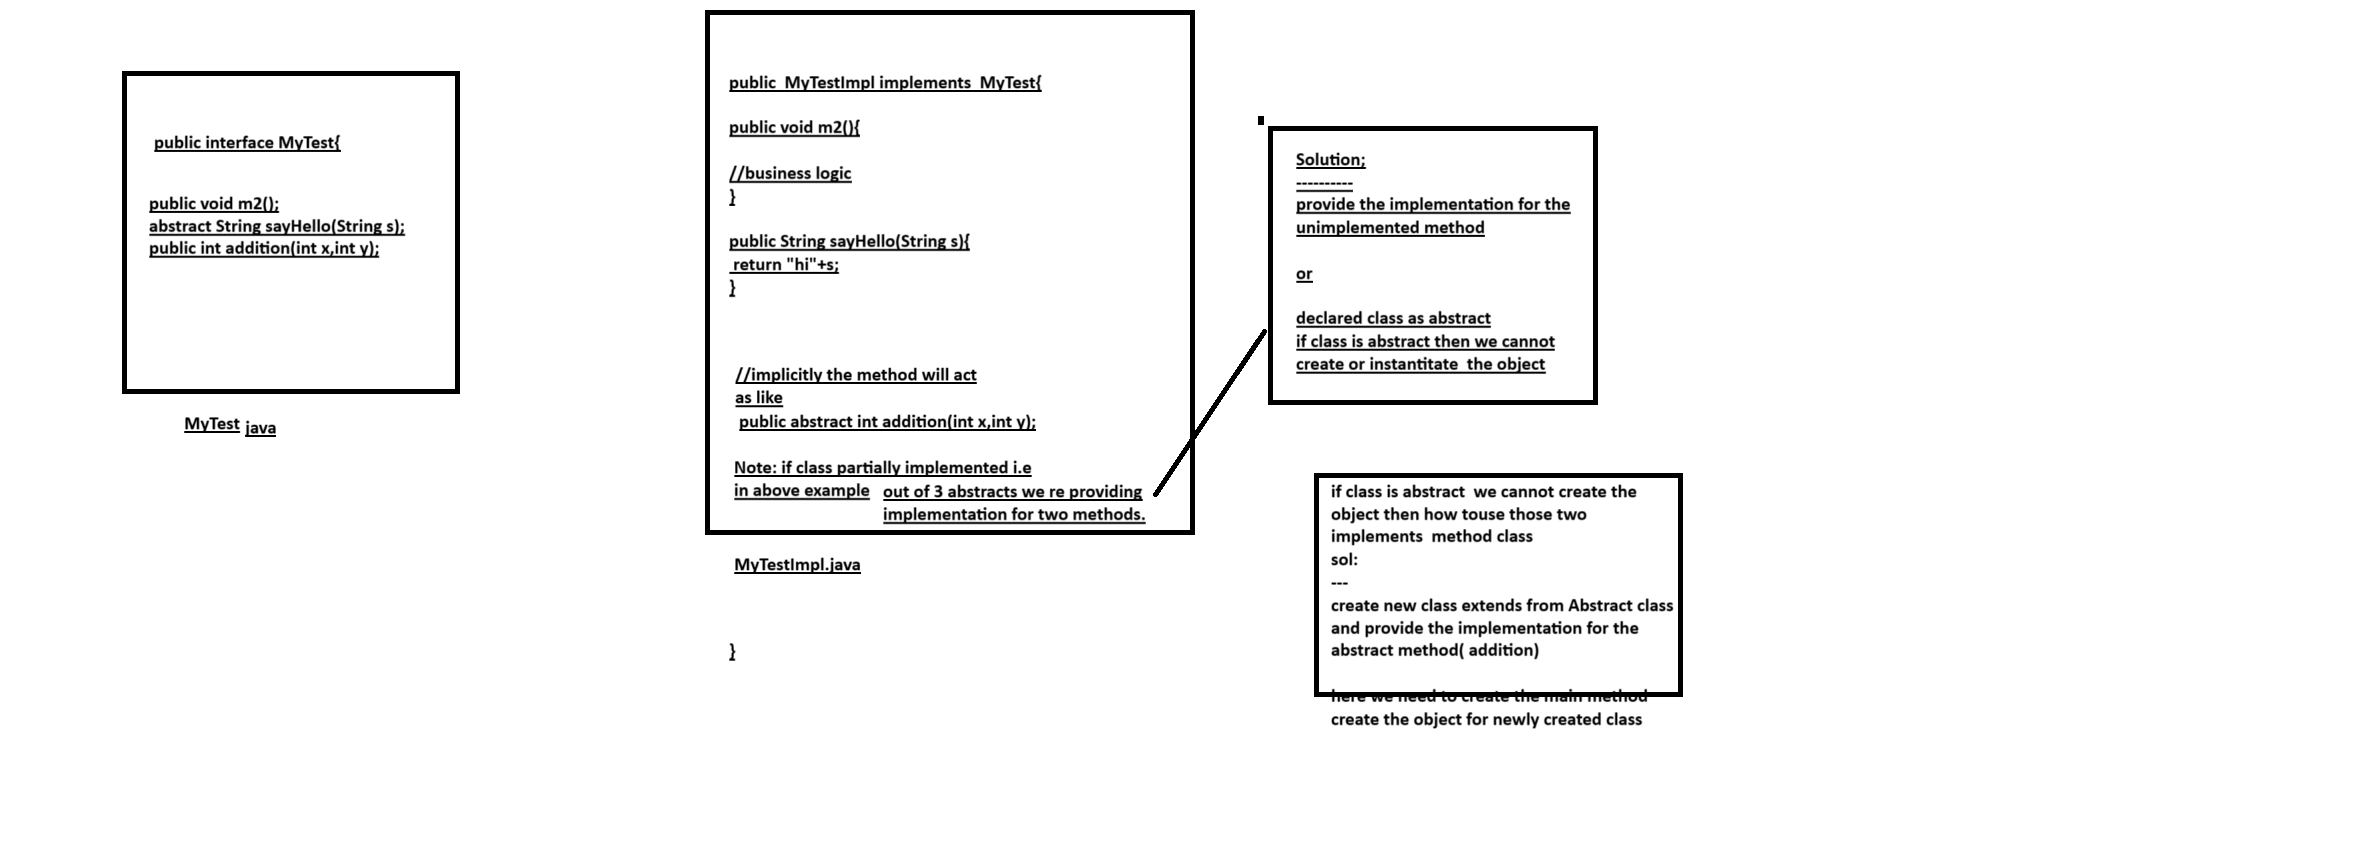 public interface MyTest{
public void m2();
abstract String sayHello(String s);
public int addition(int x,int y);
MyTest java
public  MyTestImpl implements  MyTest{
public void m2(){
//business logic
}
public String sayHello(String s){
return "hi"+s;
}
//implicitly the method will act
as like
public abstract int addition(int x,int y);
Note: if class partially implemented i.e
in above example out of 3 abstracts we re providing
implementation for two methods.
MyTestImpl.java
}
Solution;
----------
provide the implementation for the
unimplemented method
or
declared class as abstract
if class is abstract then we cannot
create or instantitate  the object
if class is abstract  we cannot create the
object then how touse those two
implements  method class
sol:
---
create new class extends from Abstract class
and provide the implementation for the
abstract method( addition)
here we need to create the main method
create the object for newly created class